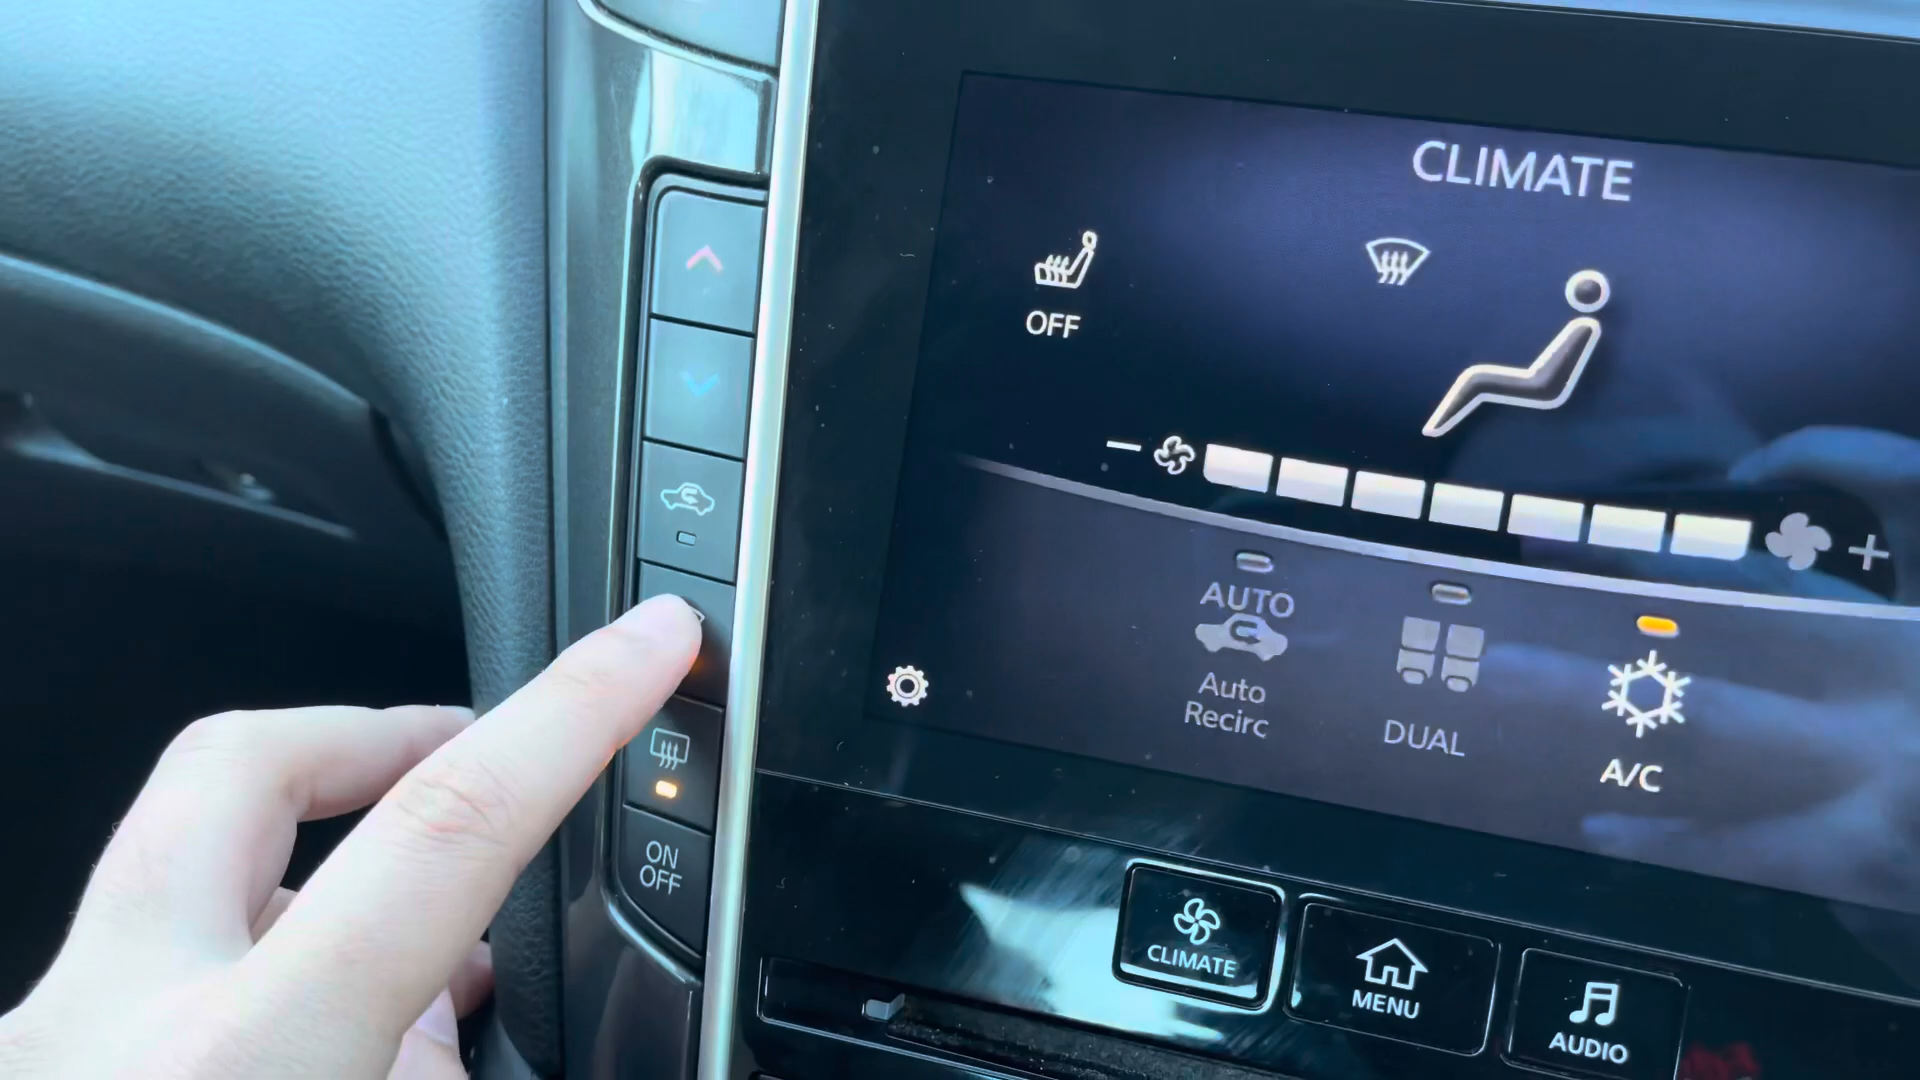 CLIMATE
OFF
AUTO
Auto
Recirc
DUAL
A/C
ON
OFF
CLIMATE
MENU
AUDIO